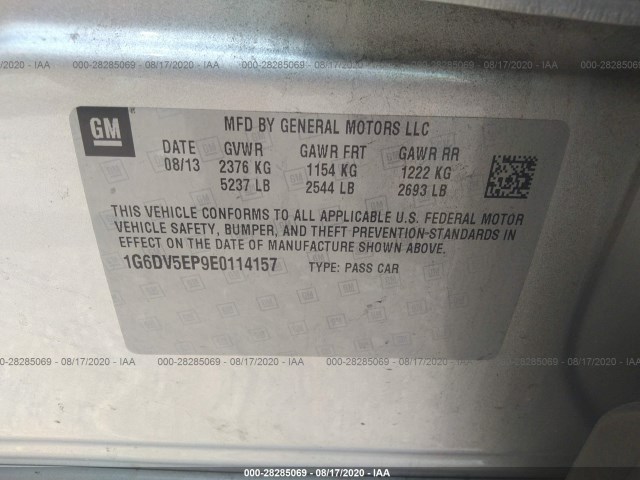 000-28285069 - 08/17/2020 - IAA
GM
MFD BY GENERAL MOTORS LLC
DATE GVWR GAWR FRT GAWR RR
08/13 2376 KG 1154 KG 1222 KG
5237 LB 2544 LB 2693 LB
THIS VEHICLE CONFORMS TO ALL APPLICABLE U.S. FEDERAL MOTOR
VEHICLE SAFETY, BUMPER, AND THEFT PREVENTION-STANDARDS IN
EFFECT ON THE DATE OF MANUFACTURE SHOWN ABOVE.
1G6DV5EP9E0114157 TYPE: PASS CAR
000-28285069 - 08/17/2020 - IAA
000-28285069 - 08/17/2020 - IAA